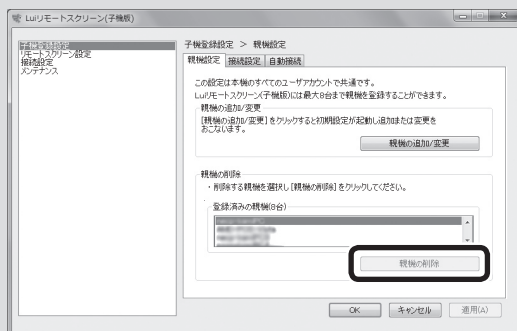 Luiリモートスクリーン(子機版)
子機登録設定
リモートスクリーン設定
接続設定
メンテナンス
子機登録設定 > 親機設定
親機設定 接続設定 自動接続
この設定は本機のすべてのユーザアカウントで共通です。
Luiリモートスクリーン(子機版)には最大8台まで親機を登録することができます。
親機の追加/変更
[親機の追加/変更]をクリックすると初期設定が起動し追加または変更を
おこないます。
親機の追加/変更
親機の削除
・削除する親機を選択し[親機の削除]をクリックしてください。
登録済みの親機(8台)
親機の削除
OK キャンセル 適用(A)